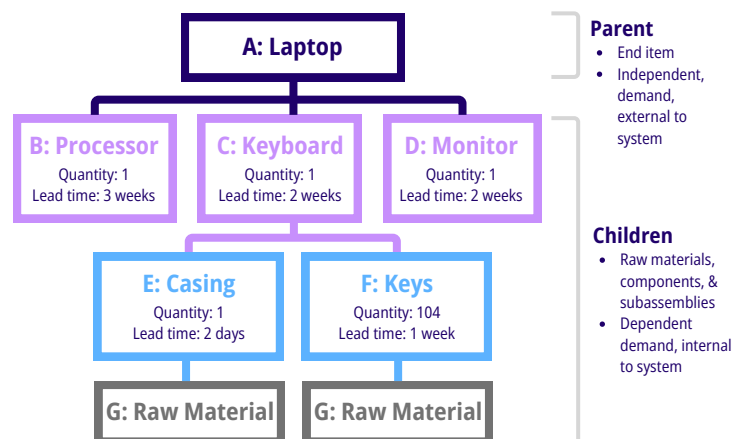 A: Laptop
Parent
• End item
• Independent,
demand,
external to
system
B: Processor
Quantity: 1
Lead time: 3 weeks
C: Keyboard
Quantity: 1
Lead time: 2 weeks
D: Monitor
Quantity: 1
Lead time: 2 weeks
Children
• Raw materials,
components, &
subassemblies
• Dependent
demand, internal
to system
E: Casing
Quantity: 1
Lead time: 2 days
F: Keys
Quantity: 104
Lead time: 1 week
G: Raw Material
G: Raw Material